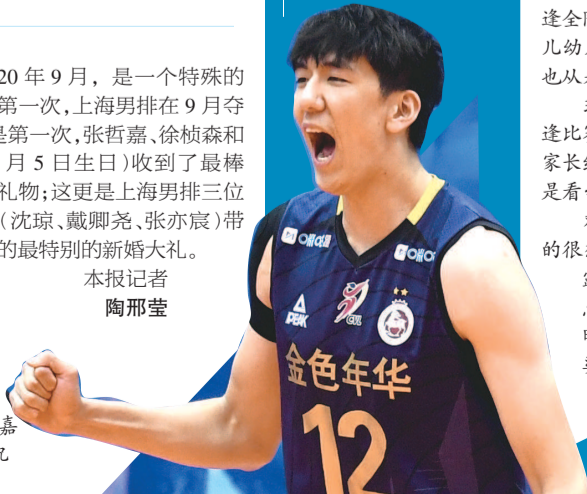 20年9月，是一个特殊的
第一次,上海男排在9月夺
是第一次,张哲嘉、徐桢森和
月5日生日)收到了最棒
礼物;这更是上海男排三位
(沈琼、戴卿尧、张亦宸)带
的最特别的新婚大礼。
本报记者
陶邢莹
嘉
PEAK
CVL
金色年华
12
逢全
儿幼
也从
逢比
家长
是看
的很